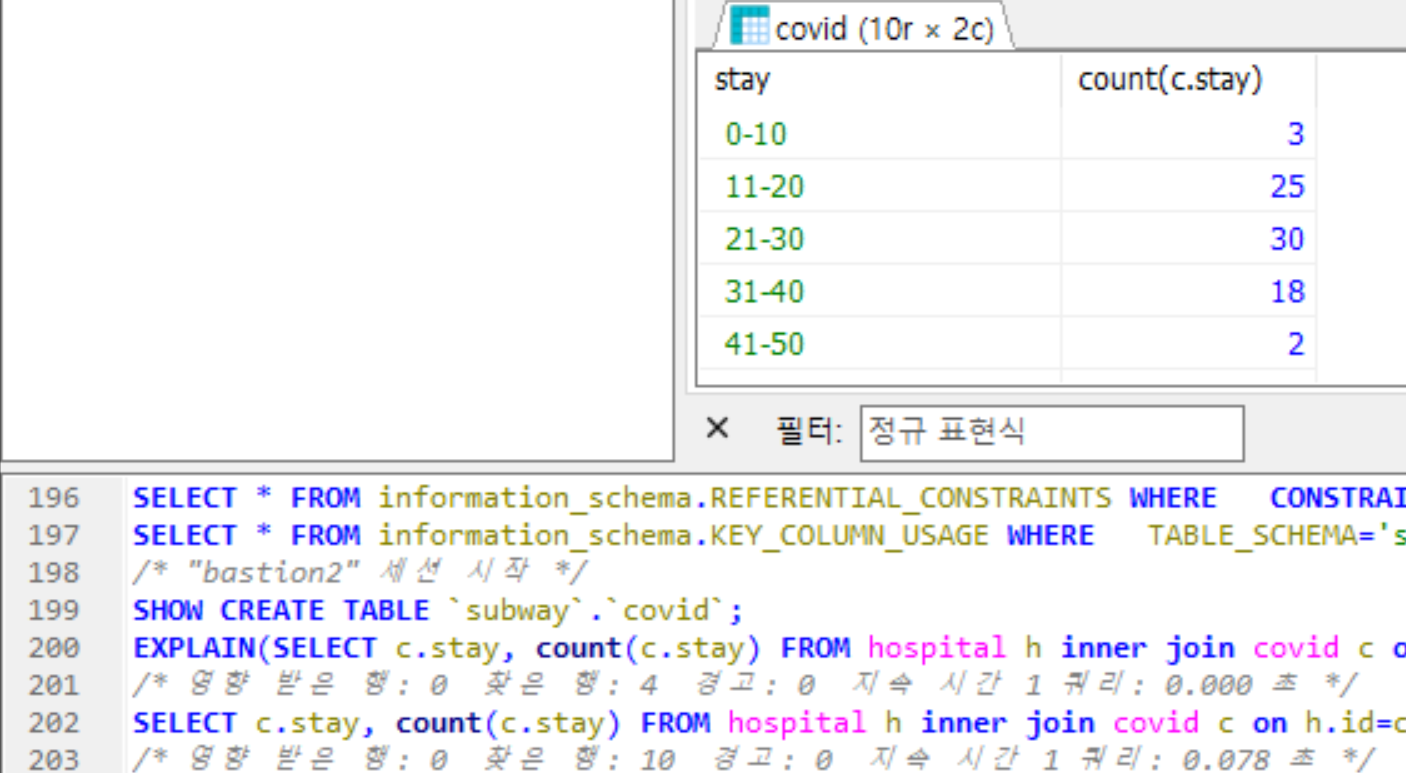 covid (10r × 2c)
stay count(c.stay)
0-10 3
11-20 25
21-30 30
31-40 18
41-50 2
× 필터: 정규 표현식
196 SELECT * FROM information_schema.REFERENTIAL_CONSTRAINTS WHERE   CONSTRAI
197 SELECT * FROM information_schema.KEY_COLUMN_USAGE WHERE   TABLE_SCHEMA='s
198 /* "bastion2" 세션 시작 */
199 SHOW CREATE TABLE `subway`.`covid`;
200 EXPLAIN(SELECT c.stay, count(c.stay) FROM hospital h inner join covid c o
201 /* 영향 받은 행: 0  찾은 행: 4  경고: 0  지속 시간 1 쿼리: 0.000 초 */
202 SELECT c.stay, count(c.stay) FROM hospital h inner join covid c on h.id=c
203 /* 영향 받은 행: 0  찾은 행: 10  경고: 0  지속 시간 1 쿼리: 0.078 초 */